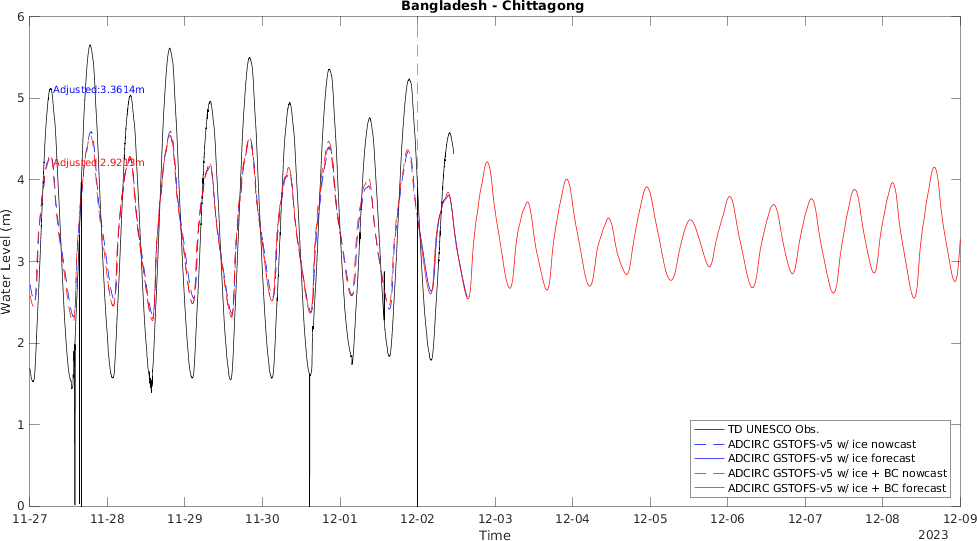 Bangladesh - Chittagong
6
5
4
3
2
1
0
Water Level (m)
Adjusted:3.3614m
Adjusted:2.9213m
TD UNESCO Obs.
ADCIRC GSTOFS-v5 w/ ice nowcast
ADCIRC GSTOFS-v5 w/ ice forecast
ADCIRC GSTOFS-v5 w/ ice + BC nowcast
ADCIRC GSTOFS-v5 w/ ice + BC forecast
11-27 11-28 11-29 11-30 12-01 12-02 12-03 12-04 12-05 12-06 12-07 12-08 12-09
Time
2023